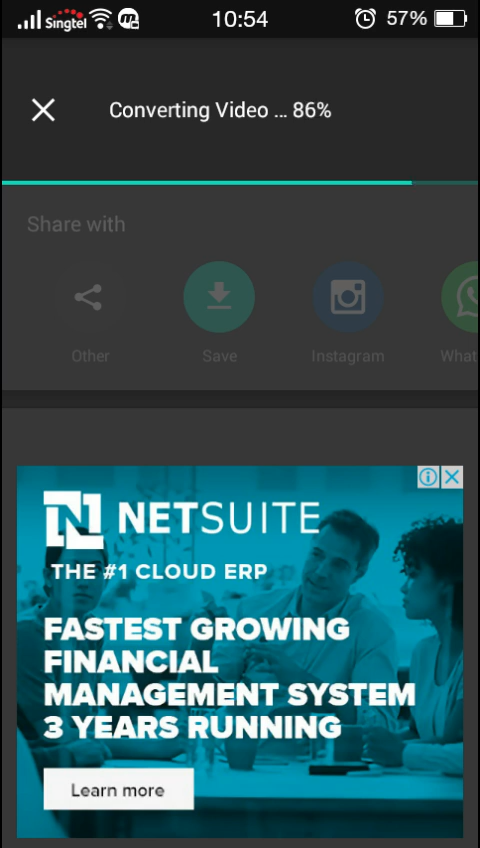 Singtel 10:54 57%
Converting Video ... 86%
Share with
Other Save Instagram What
NETSUITE
THE #1 CLOUD ERP
FASTEST GROWING
FINANCIAL
MANAGEMENT SYSTEM
3 YEARS RUNNING
Learn more